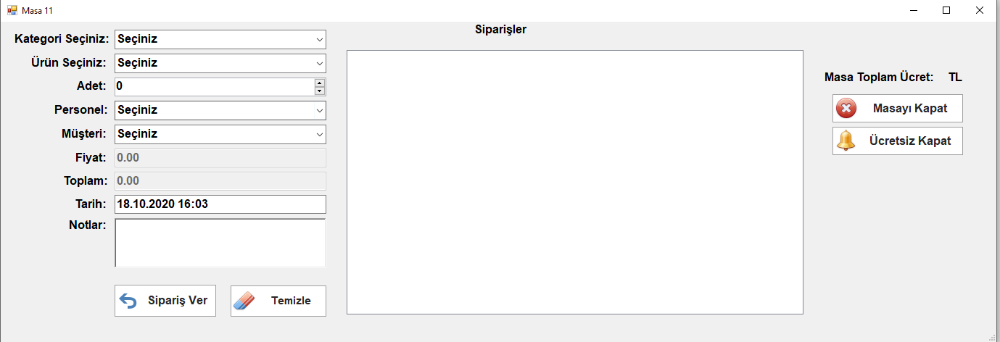 Masa 11
Kategori Seçiniz: Seçiniz
Ürün Seçiniz: Seçiniz
Adet: 0
Personel: Seçiniz
Müşteri: Seçiniz
Fiyat: 0.00
Toplam: 0.00
Tarih: 18.10.2020 16:03
Notlar:
Sipariş Ver
Temizle
Siparişler
Masa Toplam Ücret: TL
Masayı Kapat
Ücretsiz Kapat